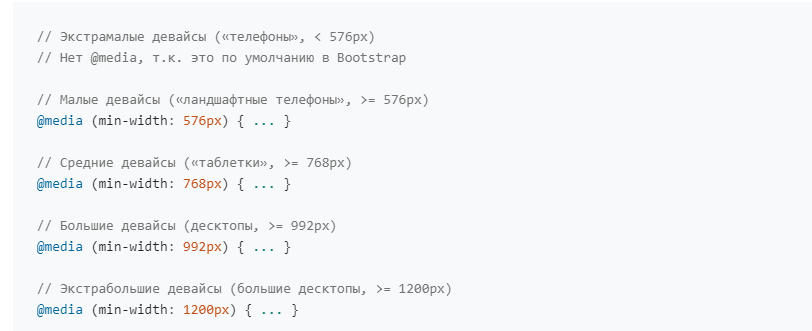 // Экстрамалые девайсы («телефоны», < 576px)
// Нет @media, т.к. это по умолчанию в Bootstrap
// Малые девайсы («ландшафтные телефоны», >= 576px)
@media (min-width: 576px) { ... }
// Средние девайсы («таблетки», >= 768px)
@media (min-width: 768px) { ... }
// Большие девайсы (десктопы, >= 992px)
@media (min-width: 992px) { ... }
// Экстрабольшие девайсы (большие десктопы, >= 1200px)
@media (min-width: 1200px) { ... }